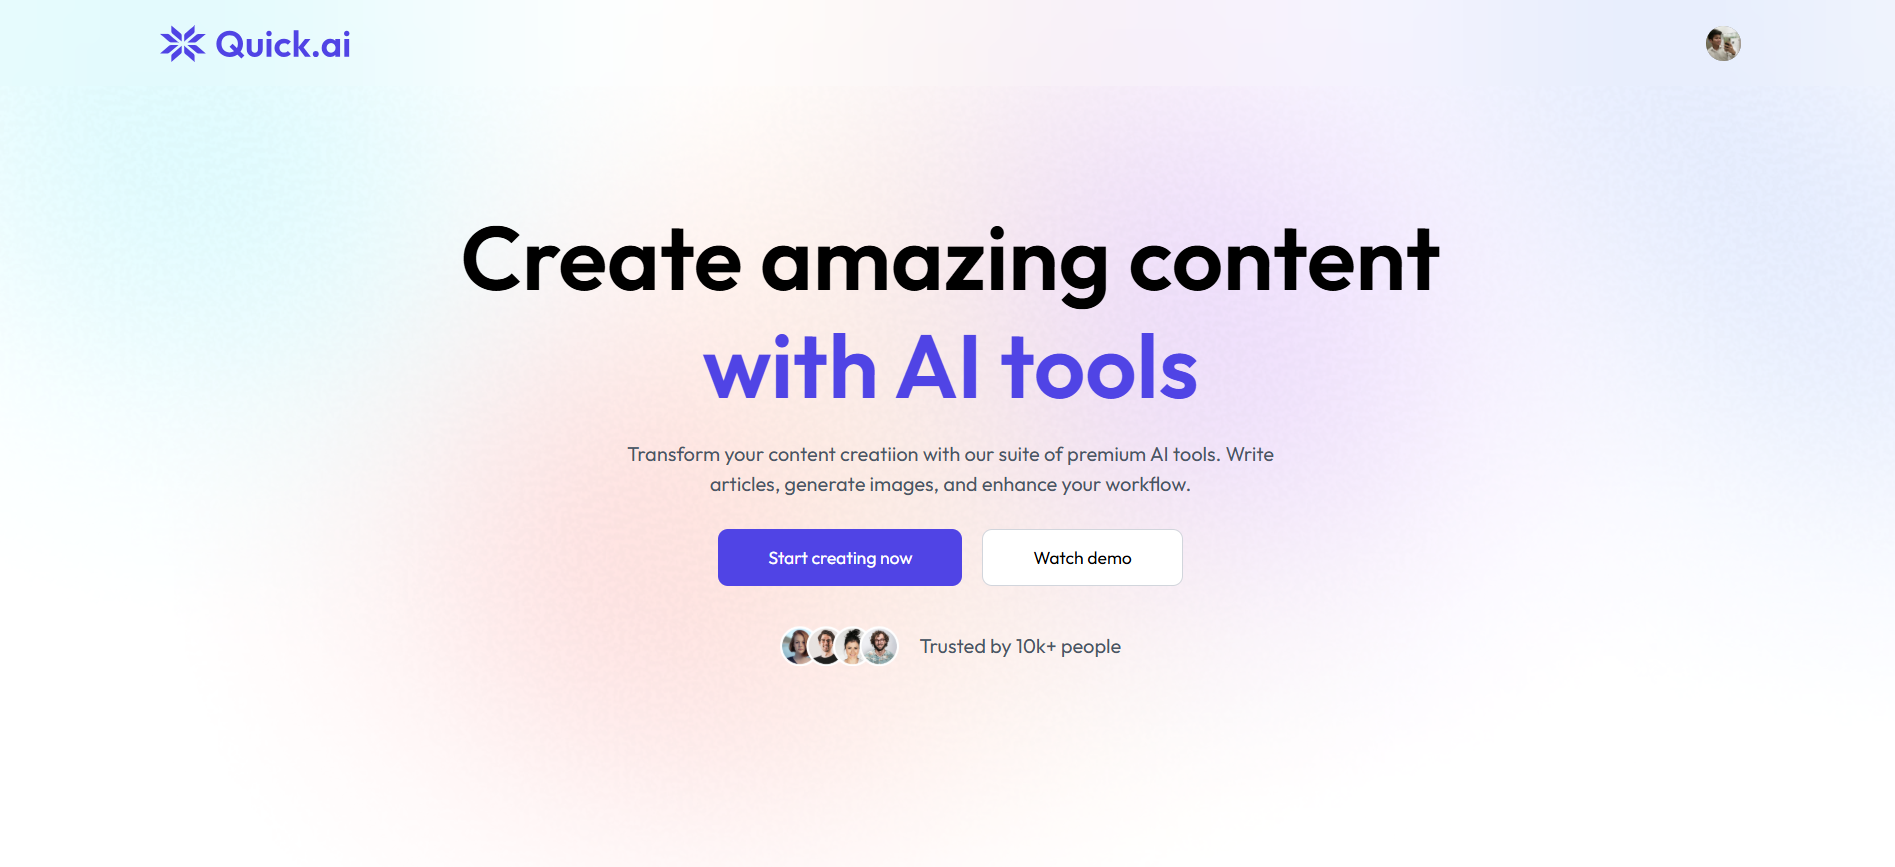 Quick.ai
Create amazing content
with AI tools
Transform your content creatiion with our suite of premium AI tools. Write
articles, generate images, and enhance your workflow.
Start creating now
Watch demo
Trusted by 10k+ people